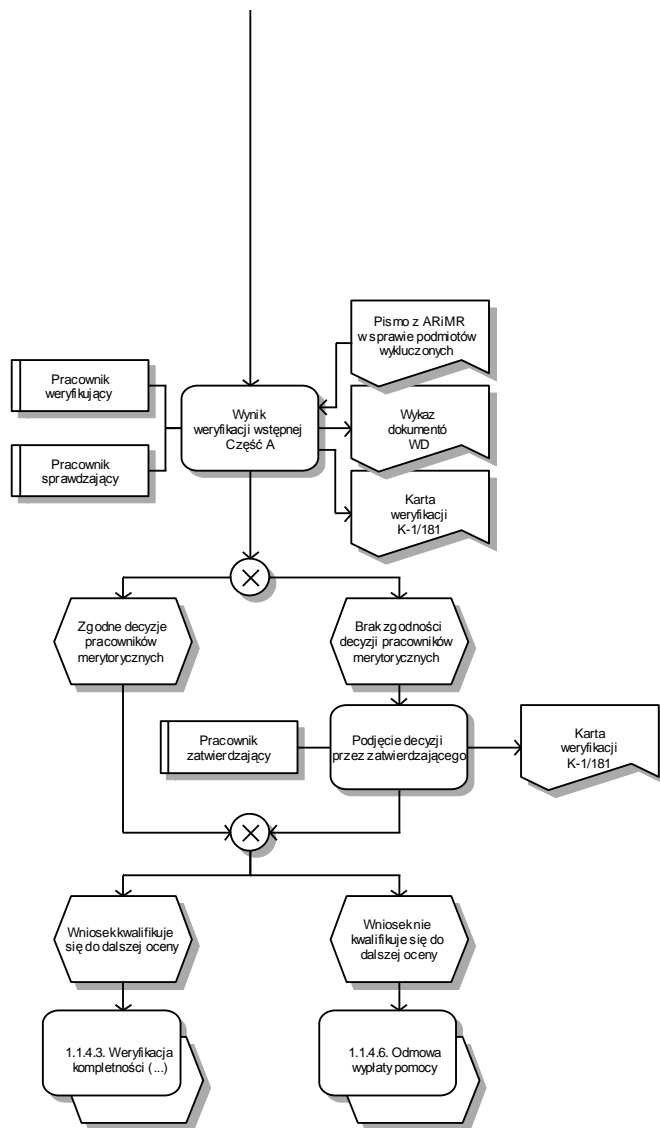 Pismo z ARiMR
w sprawie podmiotów
wykluczonych
Pracownik
weryfikujący
Wynik
weryfikacji wstępnej
Część A
Wykaz
dokumentó
WD
Pracownik
sprawdzający
Karta
weryfikacji
K-1/181
Zgodne decyzje
pracowników
merytorycznych
Brak zgodności
decyzji pracowników
merytorycznych
Pracownik
zatwierdzający
Podjęcie decyzji
przez zatwierdzającego
Karta
weryfikacji
K-1/181
Wniosek kwalifikuje
się do dalszej oceny
Wniosek nie
kwalifikuje się do
dalszej oceny
1.1.4.3. Weryfikacja
kompletności (...)
1.1.4.6. Odmowa
wypłaty pomocy